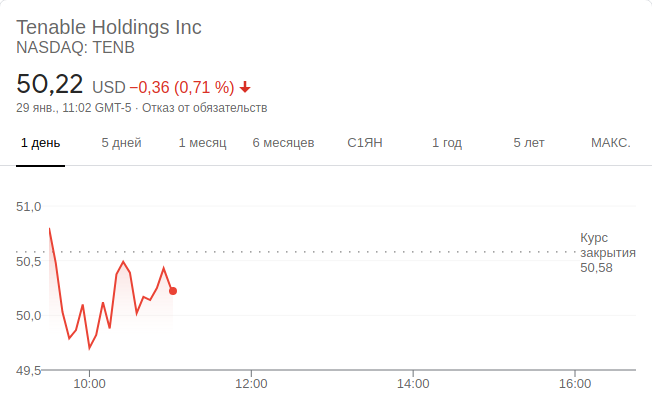 Tenable Holdings Inc
NASDAQ: TENB
50,22 USD −0,36 (0,71 %)
29 янв., 11:02 GMT-5 · Отказ от обязательств
1 день 5 дней 1 месяц 6 месяцев С1ЯН 1 год 5 лет МАКС.
51,0
Курс
закрытия
50,58
50,5
50,0
49,5
10:00 12:00 14:00 16:00